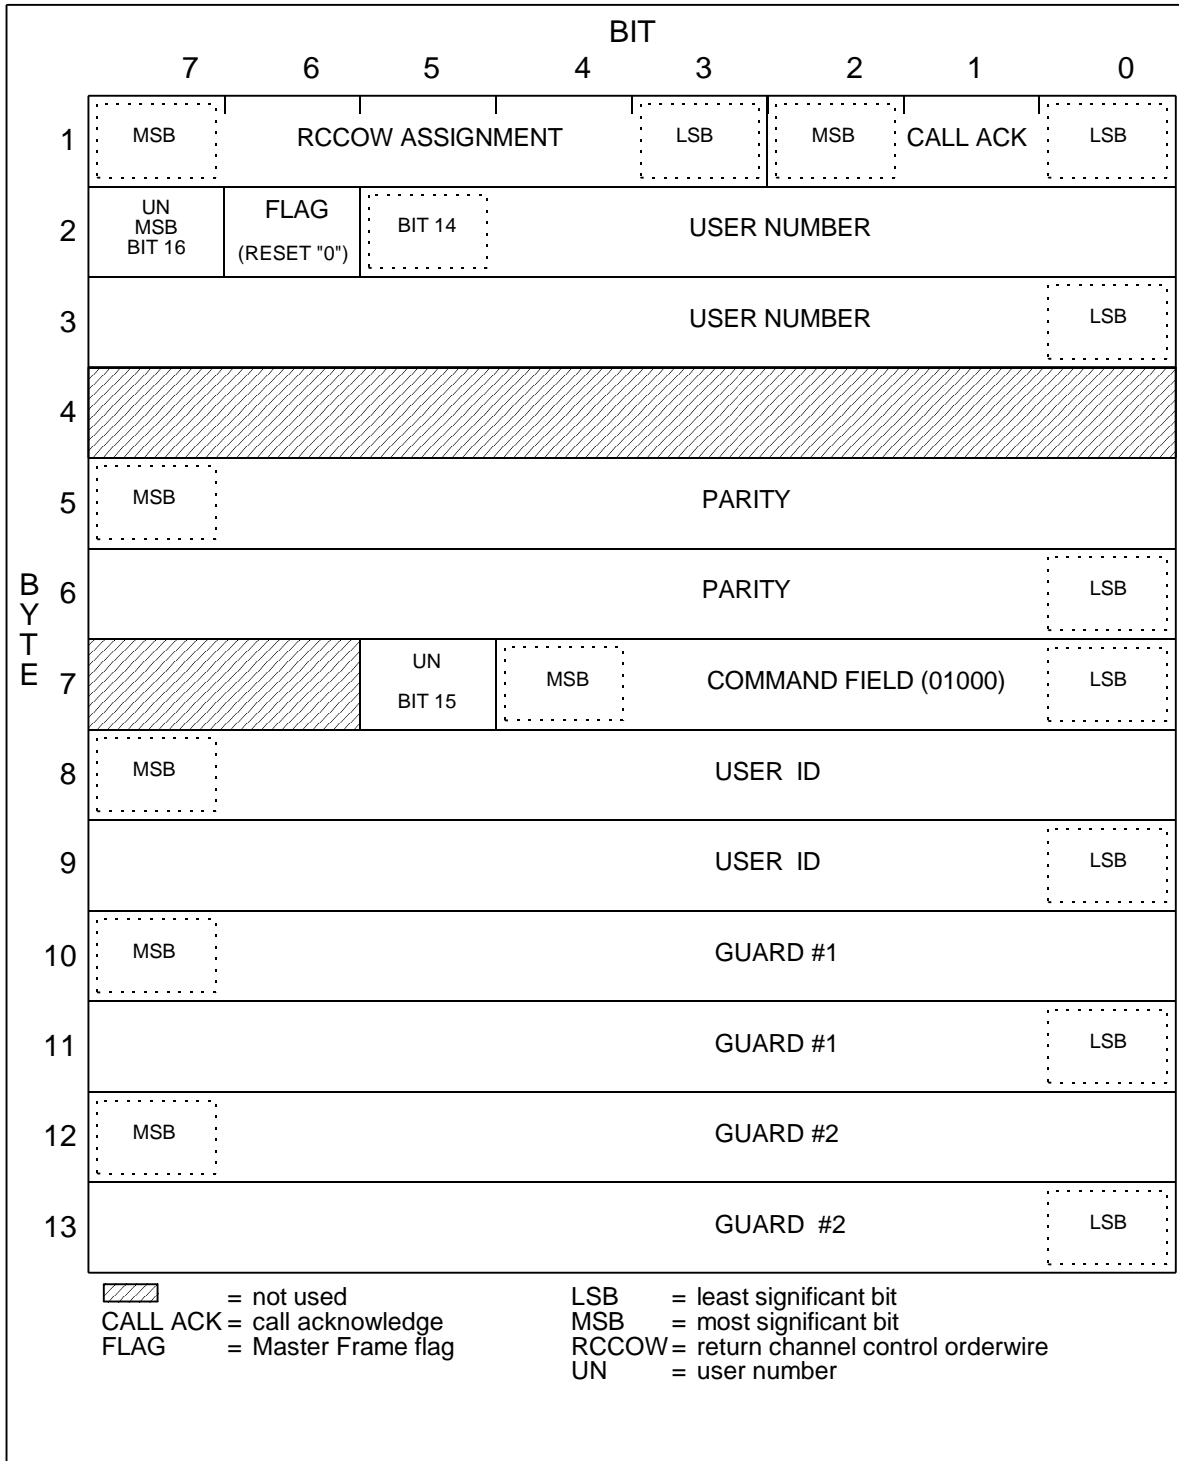 BIT
7 6 5 4 3 2 1 0
1 MSB RCCOW ASSIGNMENT LSB MSB CALL ACK LSB
2 UN MSB BIT 16 FLAG (RESET "0") BIT 14 USER NUMBER
3 USER NUMBER LSB
4
5 MSB PARITY
BYTE
6 PARITY LSB
7 UN BIT 15 MSB COMMAND FIELD (01000) LSB
8 MSB USER ID
9 USER ID LSB
10 MSB GUARD #1
11 GUARD #1 LSB
12 MSB GUARD #2
13 GUARD #2 LSB
= not used
CALL ACK = call acknowledge
FLAG = Master Frame flag
LSB = least significant bit
MSB = most significant bit
RCCOW = return channel control orderwire
UN = user number